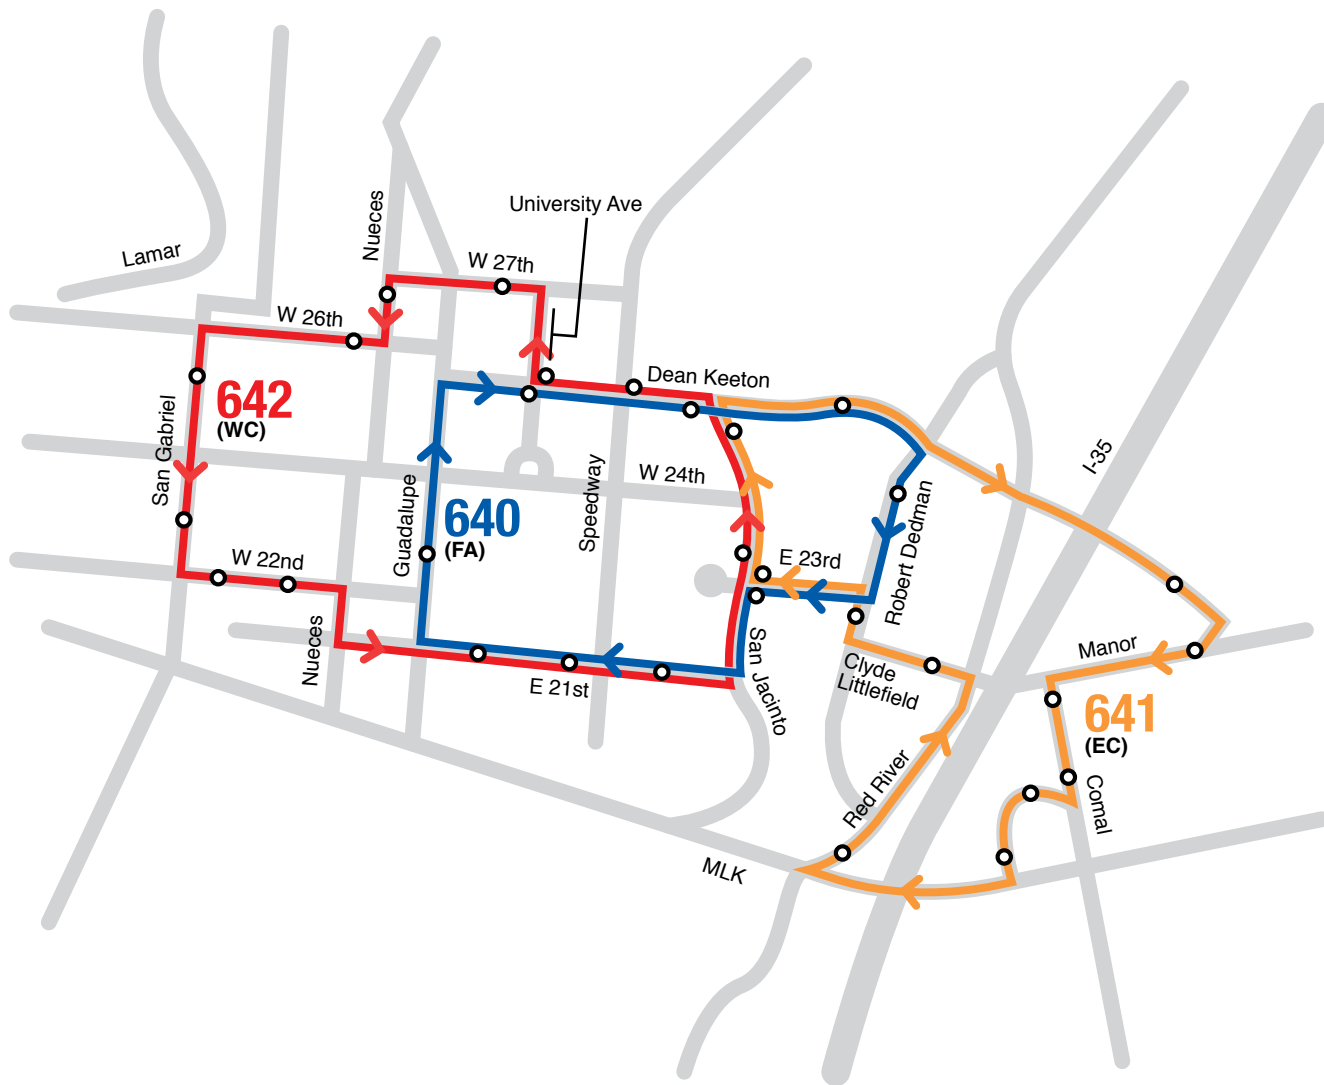 University Ave
Nueces
Lamar
W 27th
W 26th
Dean Keeton
642
(WC)
San Gabriel
I-35
W 24th
Guadalupe
640
(FA)
Speedway
Robert Dedman
E 23rd
W 22nd
Nueces
San Jacinto
E 21st
Clyde
Littlefield
Manor
641
(EC)
Red River
Comal
MLK